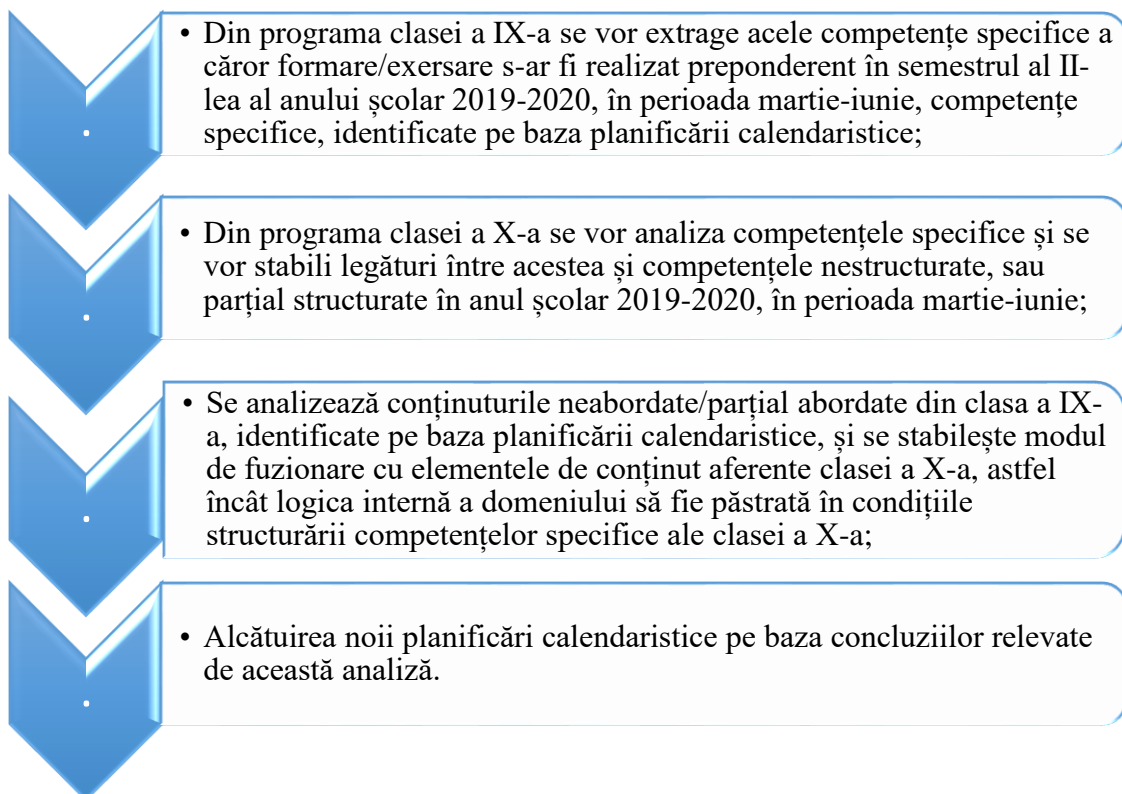 • Din programa clasei a IX-a se vor extrage acele competențe specifice a
căror formare/exersare s-ar fi realizat preponderent în semestrul al II-
lea al anului școlar 2019-2020, în perioada martie-iunie, competențe
specifice, identificate pe baza planificării calendaristice;
• Din programa clasei a X-a se vor analiza competențele specifice și se
vor stabili legături între acestea și competențele nestructurate, sau
parțial structurate în anul școlar 2019-2020, în perioada martie-iunie;
• Se analizează conținuturile neabordate/parțial abordate din clasa a IX-
a, identificate pe baza planificării calendaristice, și se stabilește modul
de fuzionare cu elementele de conținut aferente clasei a X-a, astfel
încât logica internă a domeniului să fie păstrată în condițiile
structurării competențelor specifice ale clasei a X-a;
• Alcătuirea noii planificări calendaristice pe baza concluziilor relevate
de această analiză.